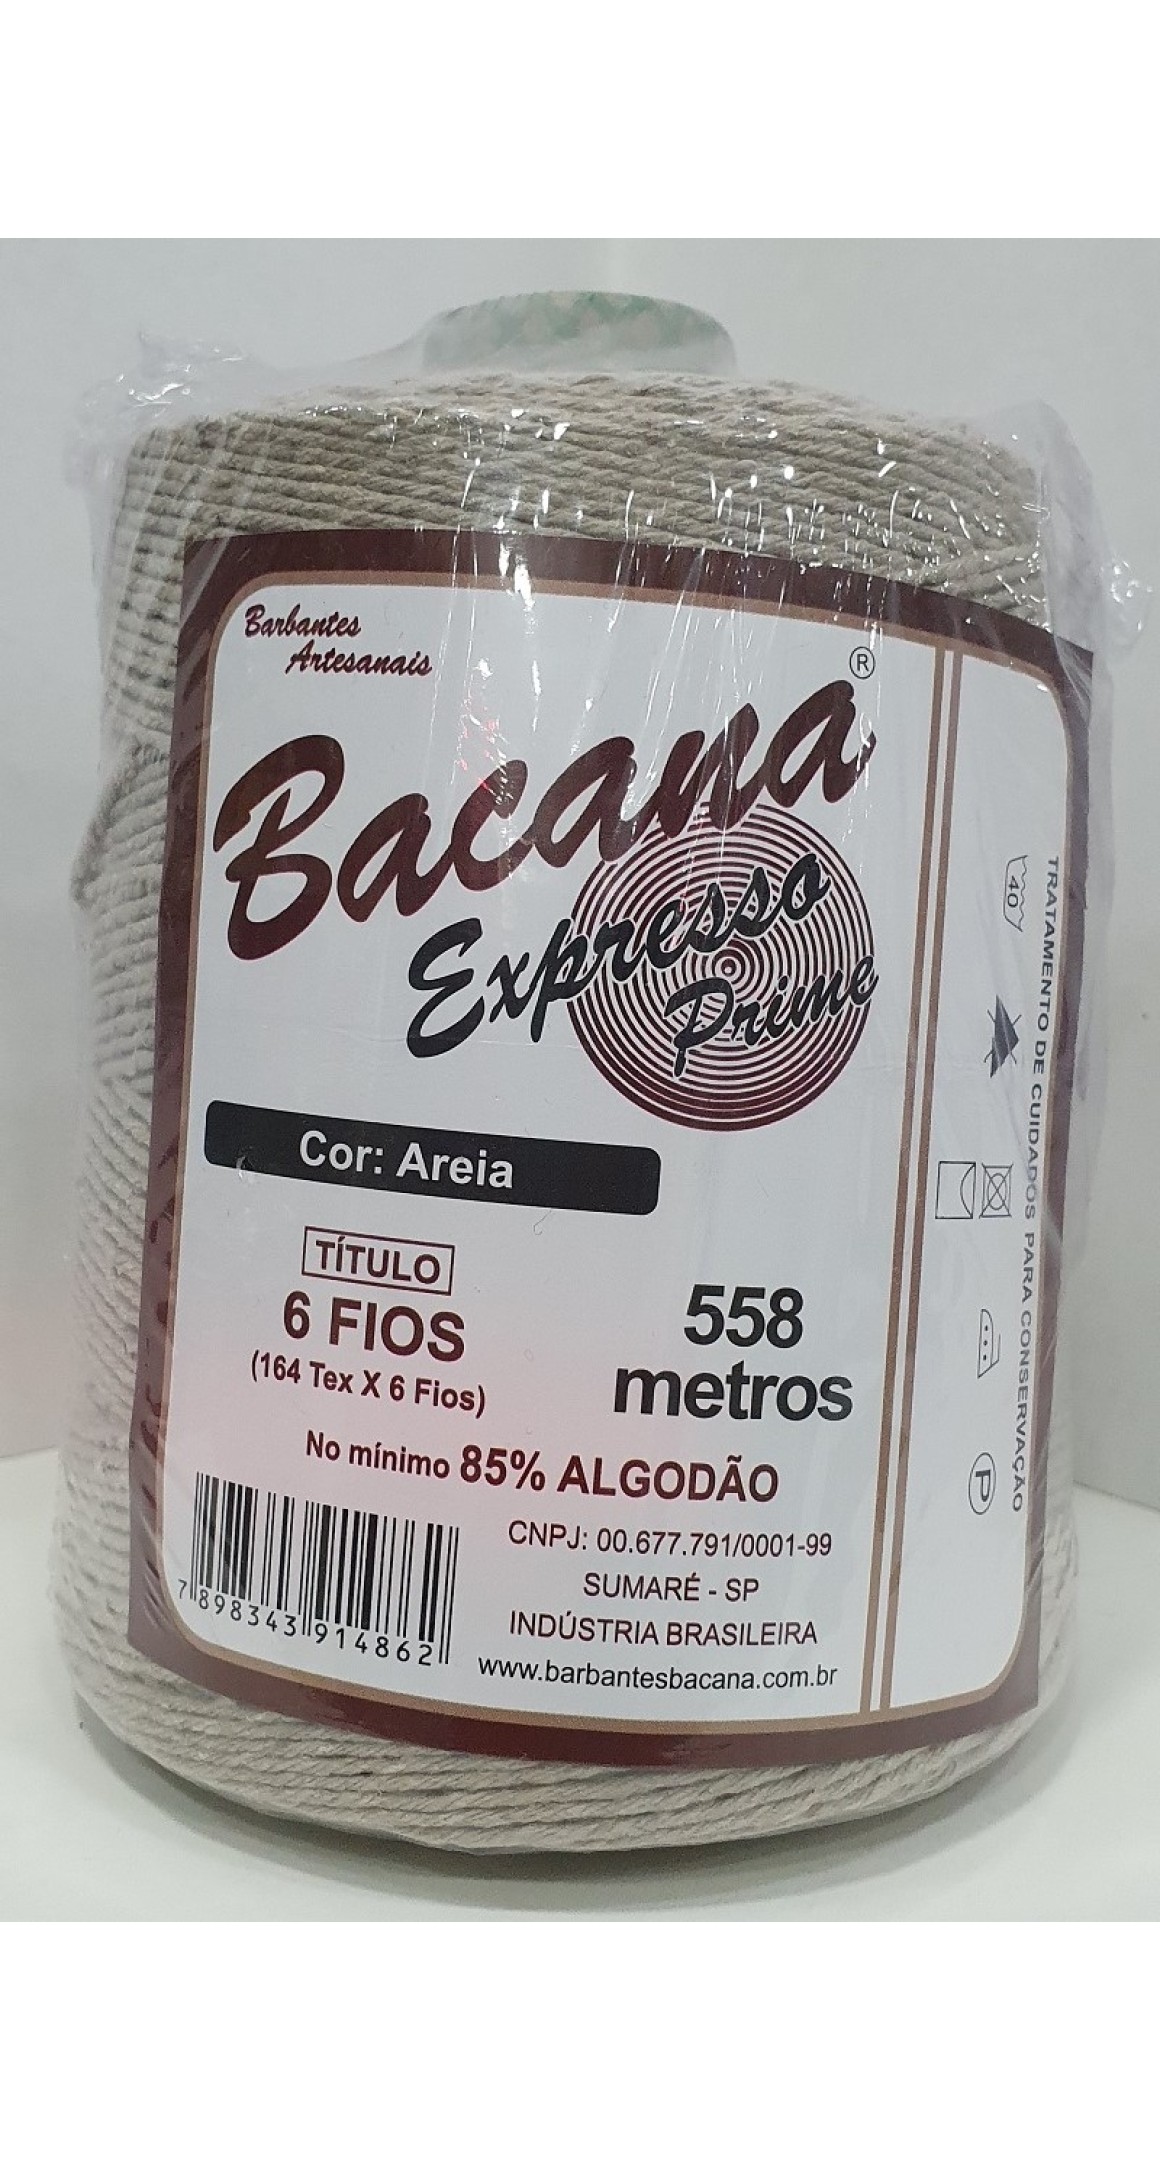 Barbantes
Artesanais
Bacana®
Expresso
Prime
Cor: Areia
TÍTULO
6 FIOS
(164 Tex X 6 Fios)
558
metros
No mínimo 85% ALGODÃO
CNPJ: 00.677.791/0001-99
SUMARÉ - SP
INDÚSTRIA BRASILEIRA
www.barbantesbacana.com.br
7 898343 914862
TRATAMENTO DE CUIDADOS PARA CONSERVAÇÃO
40
P